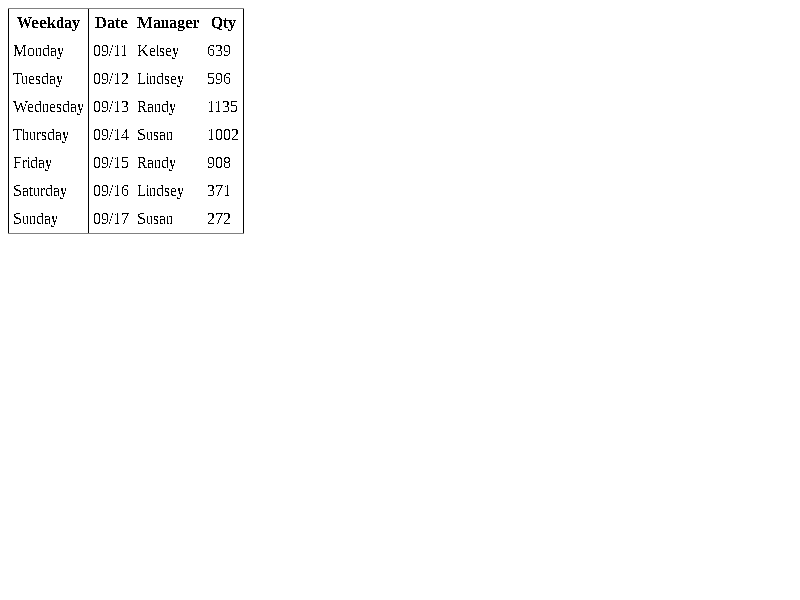 Weekday Date Manager Qty
Monday 09/11 Kelsey 639
Tuesday 09/12 Lindsey 596
Wednesday 09/13 Randy 1135
Thursday 09/14 Susan 1002
Friday 09/15 Randy 908
Saturday 09/16 Lindsey 371
Sunday 09/17 Susan 272